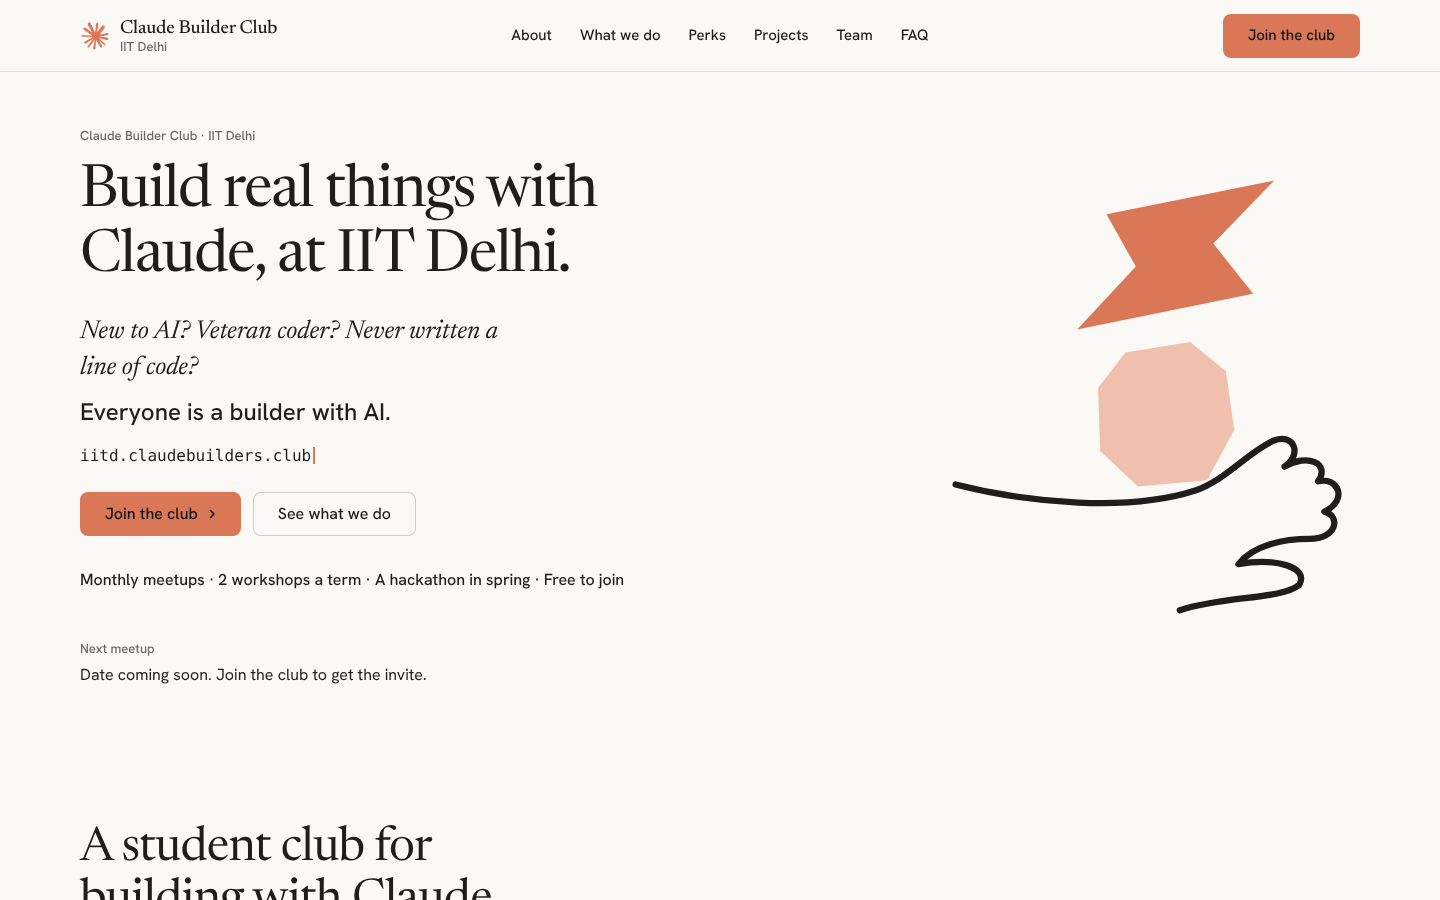 Claude Builder Club
IIT Delhi
About
What we do
Perks
Projects
Team
FAQ
Join the club
Claude Builder Club · IIT Delhi
Build real things with
Claude, at IIT Delhi.
New to AI? Veteran coder? Never written a
line of code?
Everyone is a builder with AI.
iitd.claudebuilders.club
Join the club
See what we do
Monthly meetups · 2 workshops a term · A hackathon in spring · Free to join
Next meetup
Date coming soon. Join the club to get the invite.
A student club for
building with Claude